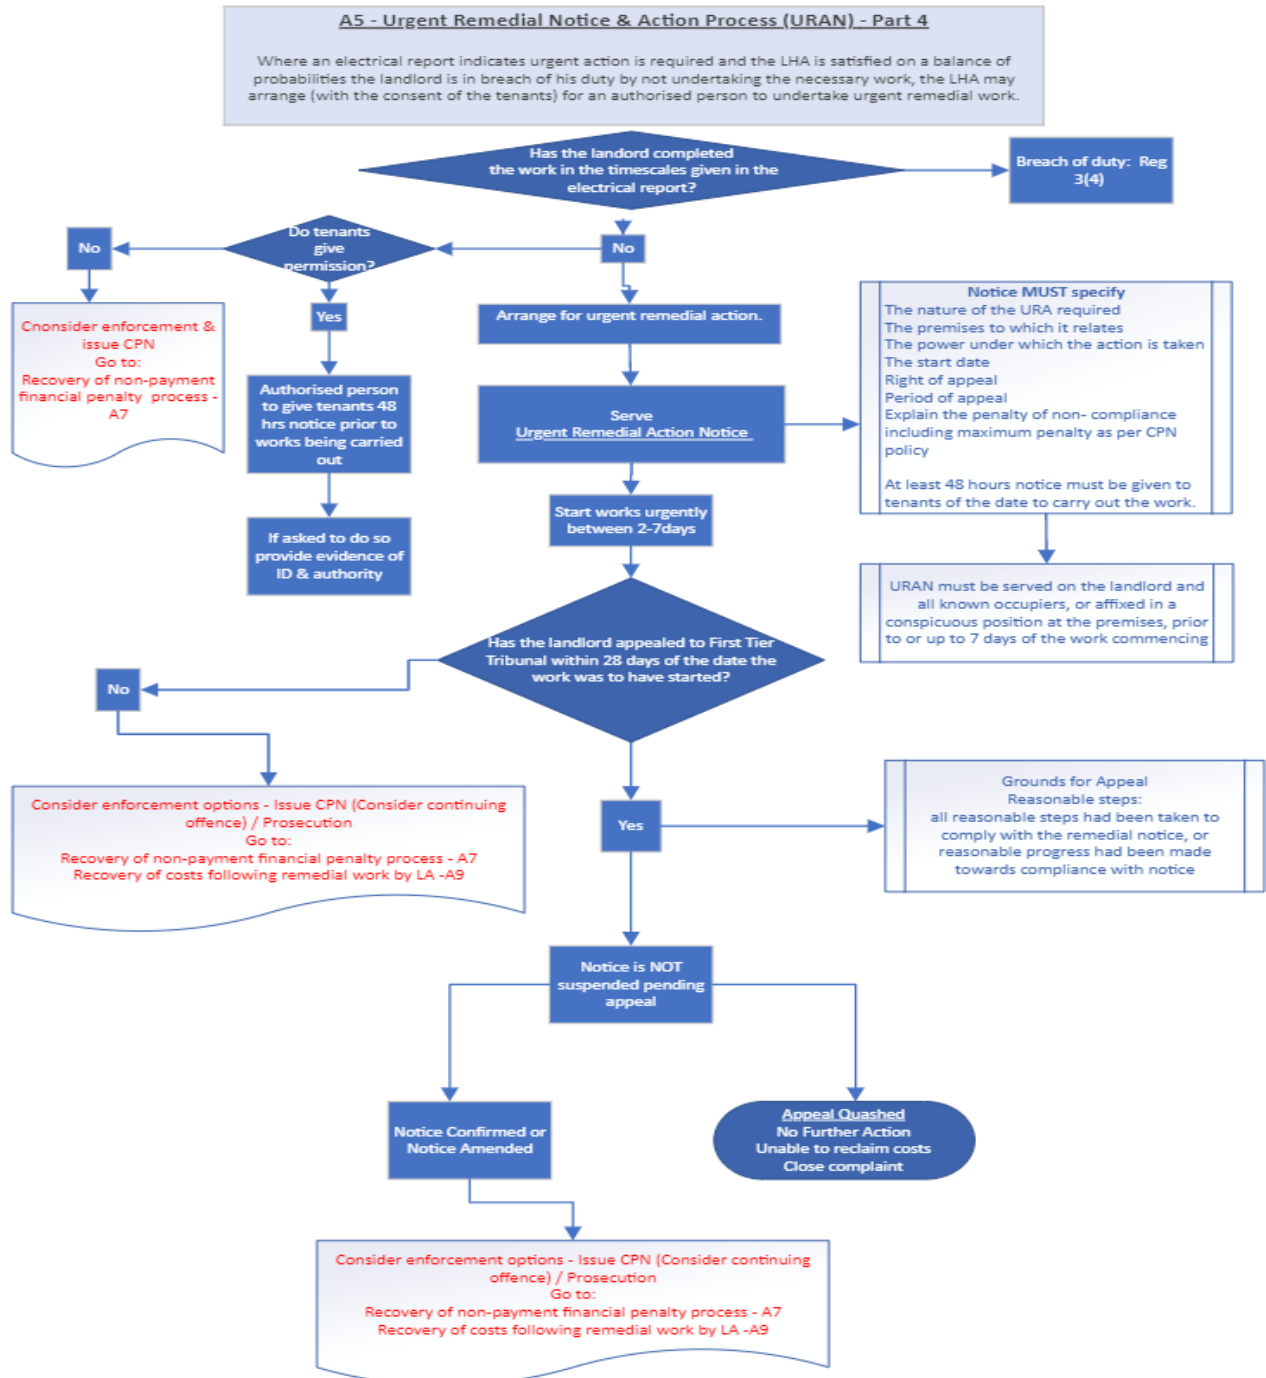 A5 - Urgent Remedial Notice & Action Process (URAN) - Part 4
Where an electrical report indicates urgent action is required and the LHA is satisfied on a balance of
probabilities the landlord is in breach of his duty by not undertaking the necessary work, the LHA may
arrange (with the consent of the tenants) for an authorised person to undertake urgent remedial work.
Has the landord completed
the work in the timescales given in the
electrical report?
Breach of duty: Reg
3(4)
No
Do tenants
give
permission?
No
Cnonsider enforcement &
issue CPN
Go to:
Recovery of non-payment
financial penalty process -
A7
Yes
Authorised person
to give tenants 48
hrs notice prior to
works being carried
out
If asked to do so
provide evidence of
ID & authority
Arrange for urgent remedial action.
Serve
Urgent Remedial Action Notice
Notice MUST specify
The nature of the URA required
The premises to which it relates
The power under which the action is taken
The start date
Right of appeal
Period of appeal
Explain the penalty of non- compliance
including maximum penalty as per CPN
policy
At least 48 hours notice must be given to
tenants of the date to carry out the work.
URAN must be served on the landlord and
all known occupiers, or affixed in a
conspicuous position at the premises, prior
to or up to 7 days of the work commencing
Start works urgently
between 2-7days
Has the landlord appealed to First Tier
Tribunal within 28 days of the date the
work was to have started?
No
Consider enforcement options - Issue CPN (Consider continuing
offence) / Prosecution
Go to:
Recovery of non-payment financial penalty process - A7
Recovery of costs following remedial work by LA -A9
Yes
Grounds for Appeal
Reasonable steps:
all reasonable steps had been taken to
comply with the remedial notice, or
reasonable progress had been made
towards compliance with notice
Notice is NOT
suspended pending
appeal
Notice Confirmed or
Notice Amended
Appeal Quashed
No Further Action
Unable to reclaim costs
Close complaint
Consider enforcement options - Issue CPN (Consider continuing
offence) / Prosecution
Go to:
Recovery of non-payment financial penalty process - A7
Recovery of costs following remedial work by LA -A9